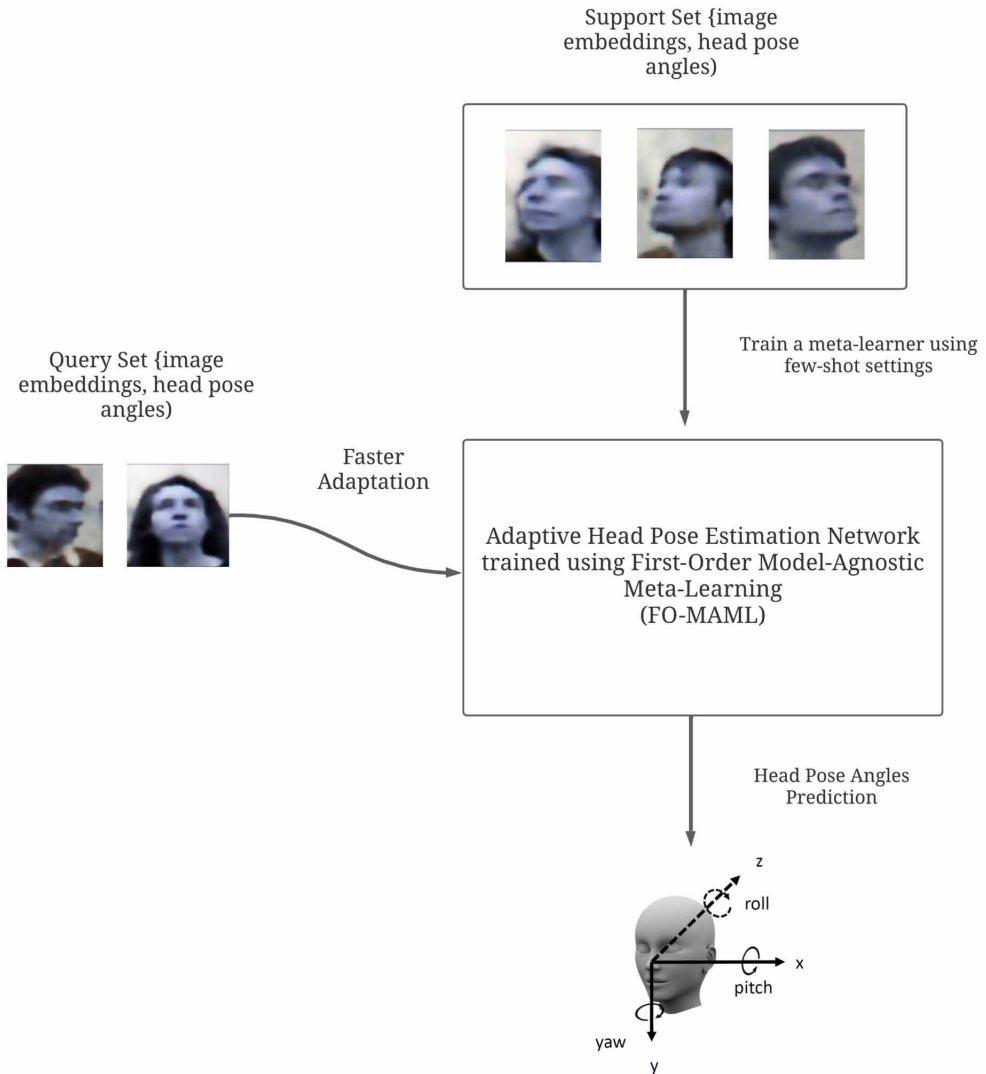 Support Set {image
embeddings, head pose
angles)
Train a meta-learner using
few-shot settings
Query Set {image
embeddings, head pose
angles)
Faster
Adaptation
Adaptive Head Pose Estimation Network
trained using First-Order Model-Agnostic
Meta-Learning
(FO-MAML)
Head Pose Angles
Prediction
z
roll
x
pitch
yaw
y